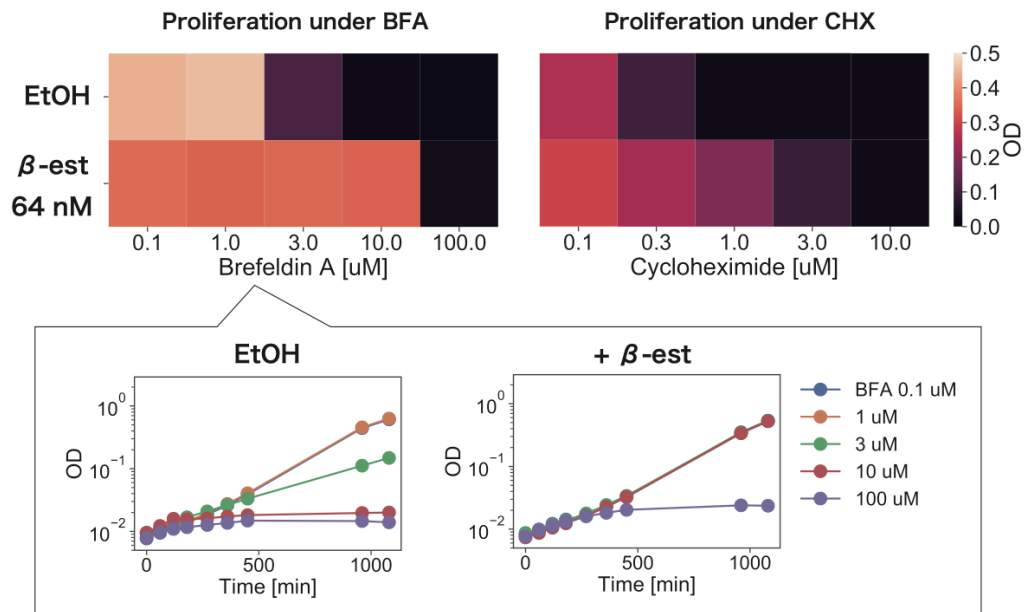 Proliferation under BFA
Proliferation under CHX
EtOH
β-est
64 nM
0.1 1.0 3.0 10.0 100.0
Brefeldin A [uM]
0.1 0.3 1.0 3.0 10.0
Cycloheximide [uM]
0.5
0.4
0.3
0.2
0.1
0.0
OD
EtOH
10⁰
10⁻¹
10⁻²
OD
0 500 1000
Time [min]
+ β-est
10⁰
10⁻¹
10⁻²
OD
0 500 1000
Time [min]
BFA 0.1 uM
1 uM
3 uM
10 uM
100 uM